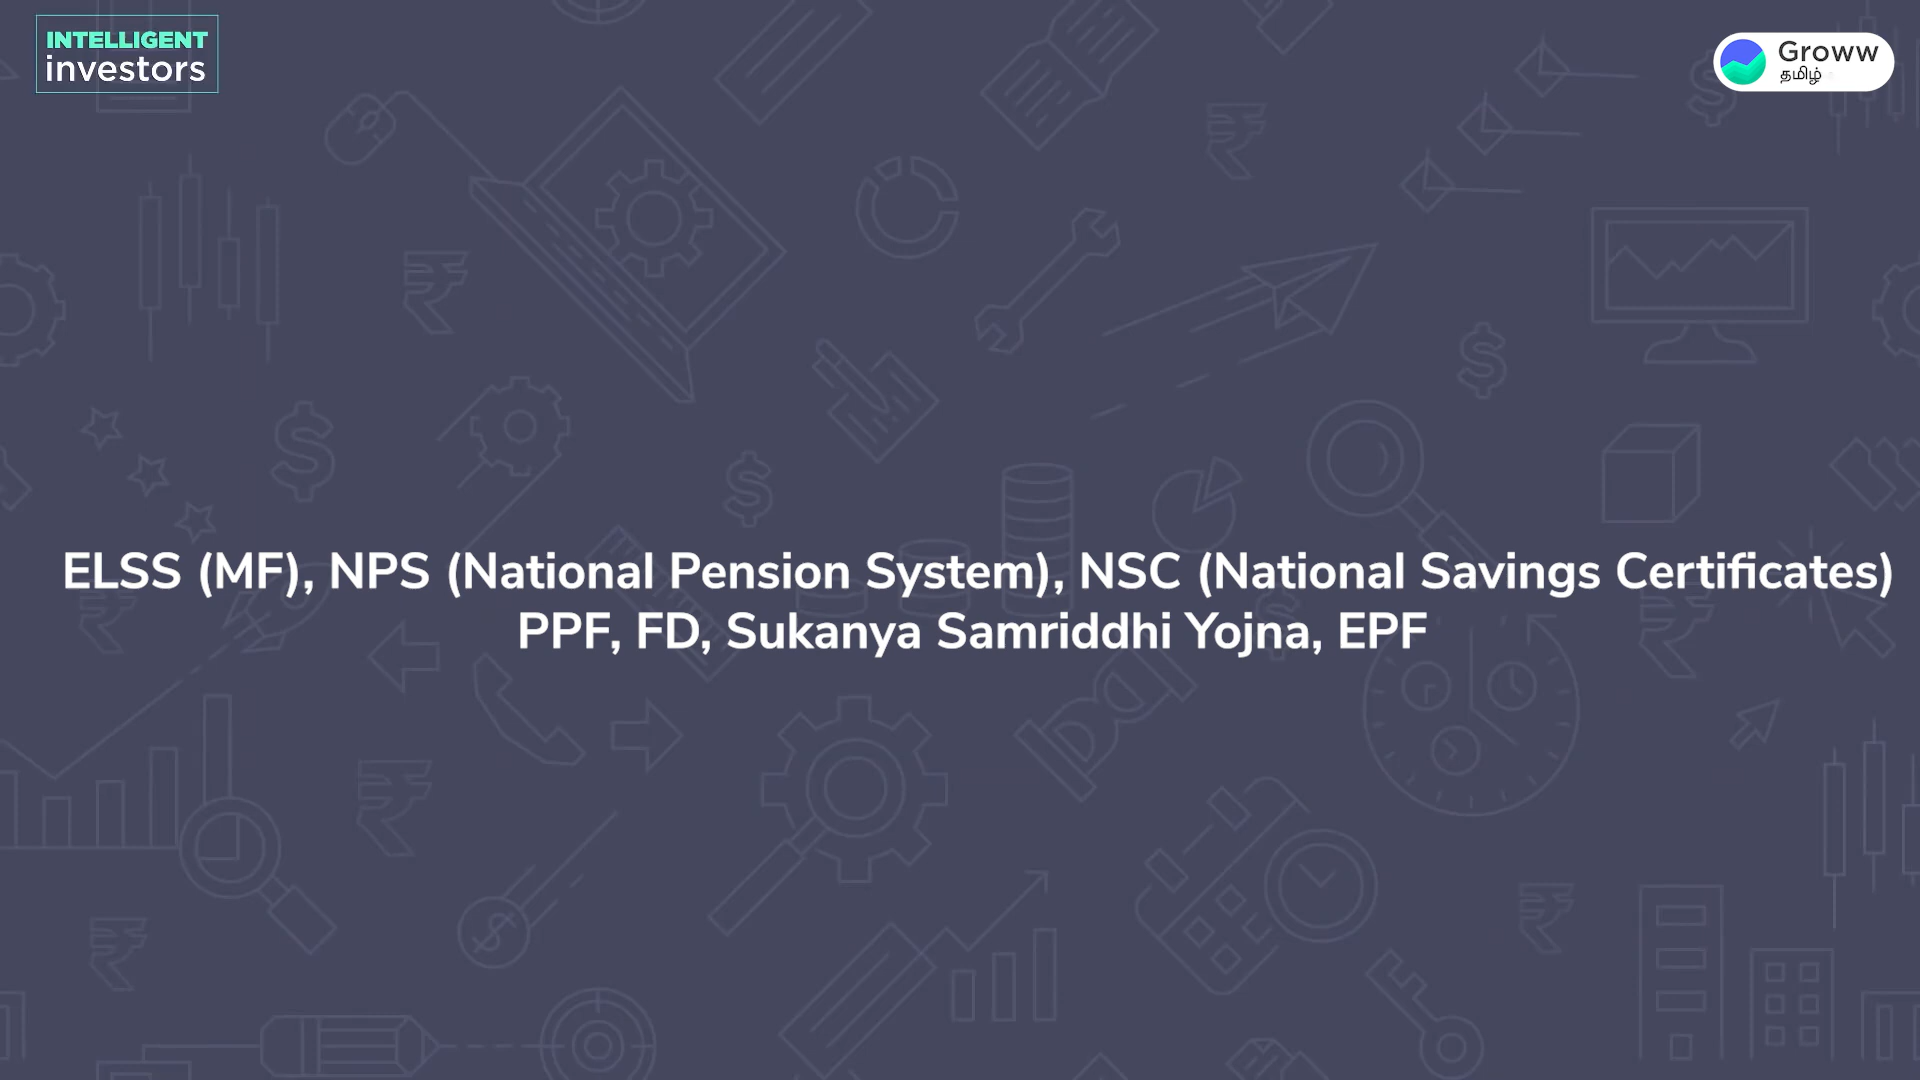 INTELLIGENT
investors
Groww
தமிழ்
ELSS (MF), NPS (National Pension System), NSC (National Savings Certificates)
PPF, FD, Sukanya Samriddhi Yojna, EPF